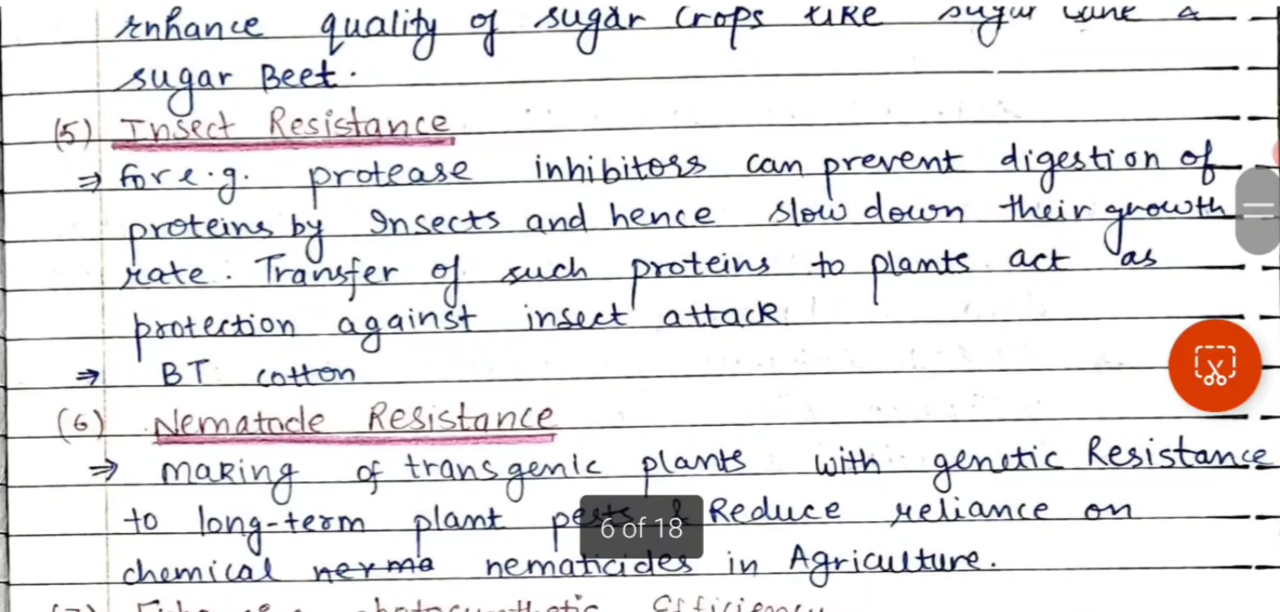 enhance quality of sugar crops like sugar cane &
sugar Beet.
(5) Insect Resistance
⇒ for e.g. protease inhibitors can prevent digestion of
proteins by Insects and hence slow down their growth
rate. Transfer of such proteins to plants act as
protection against insect attack.
⇒ BT cotton
(6) Nematode Resistance
⇒ making of transgenic plants with genetic Resistance
to long-term plant pests & Reduce reliance on
6 of 18
chemical nerma nematicides in Agriculture.
photosynthetic Efficiency